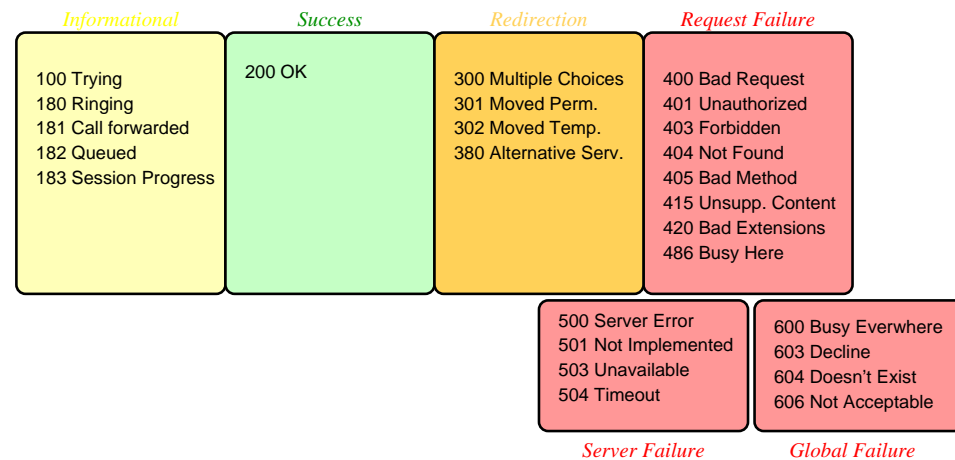 Informational
100 Trying
180 Ringing
181 Call forwarded
182 Queued
183 Session Progress
Success
200 OK
Redirection
300 Multiple Choices
301 Moved Perm.
302 Moved Temp.
380 Alternative Serv.
Request Failure
400 Bad Request
401 Unauthorized
403 Forbidden
404 Not Found
405 Bad Method
415 Unsupp. Content
420 Bad Extensions
486 Busy Here
500 Server Error
501 Not Implemented
503 Unavailable
504 Timeout
Server Failure
600 Busy Everwhere
603 Decline
604 Doesn't Exist
606 Not Acceptable
Global Failure